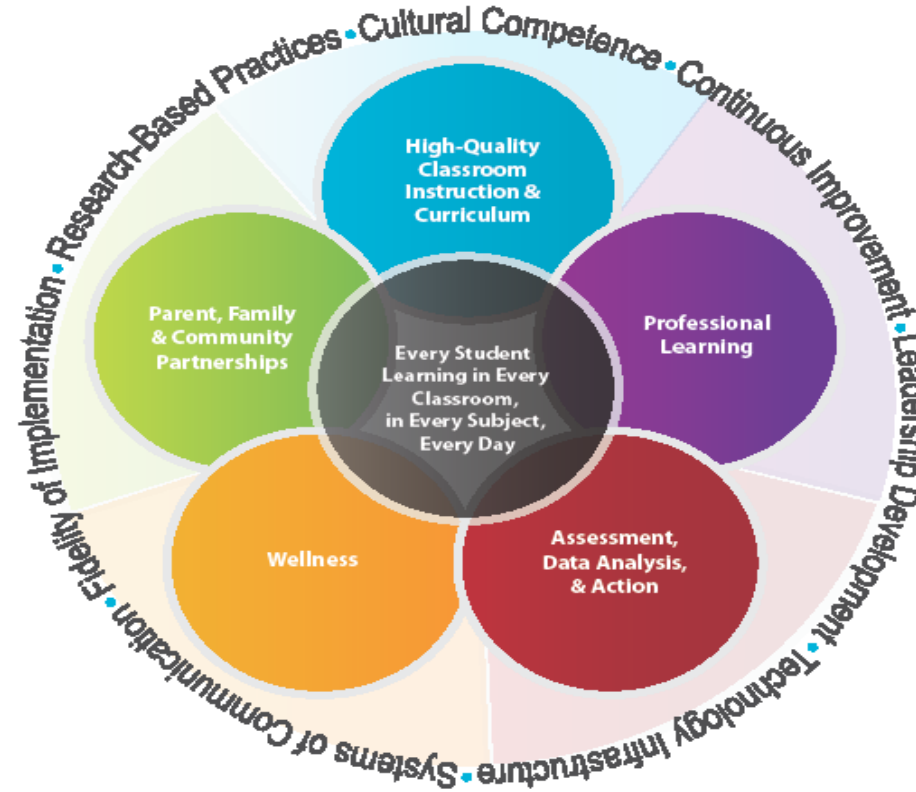 Fidelity of Implementation • Research-Based Practices • Cultural Competence • Continuous Improvement • Leadership Development • Technology Infrastructure • Systems of Communication •
High-Quality
Classroom
Instruction &
Curriculum
Parent, Family
& Community
Partnerships
Professional
Learning
Every Student
Learning in Every
Classroom,
in Every Subject,
Every Day
Wellness
Assessment,
Data Analysis,
& Action